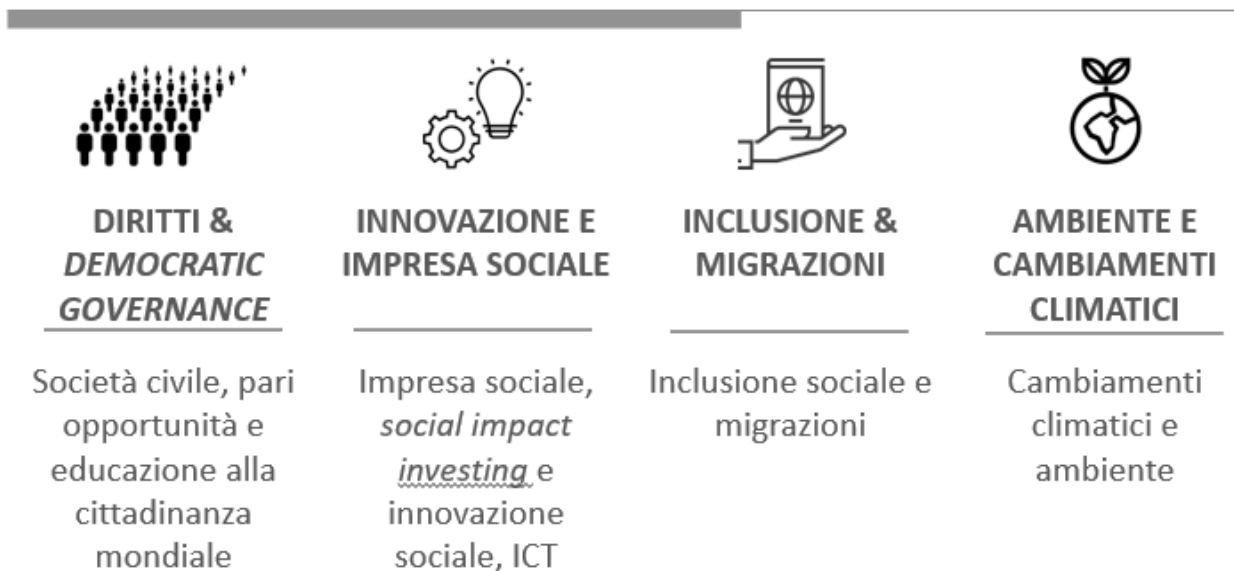 DIRITTI &
DEMOCRATIC
GOVERNANCE
Società civile, pari
opportunità e
educazione alla
cittadinanza
mondiale
INNOVAZIONE E
IMPRESA SOCIALE
Impresa sociale,
social impact
investing e
innovazione
sociale, ICT
INCLUSIONE &
MIGRAZIONI
Inclusione sociale e
migrazioni
AMBIENTE E
CAMBIAMENTI
CLIMATICI
Cambiamenti
climatici e
ambiente